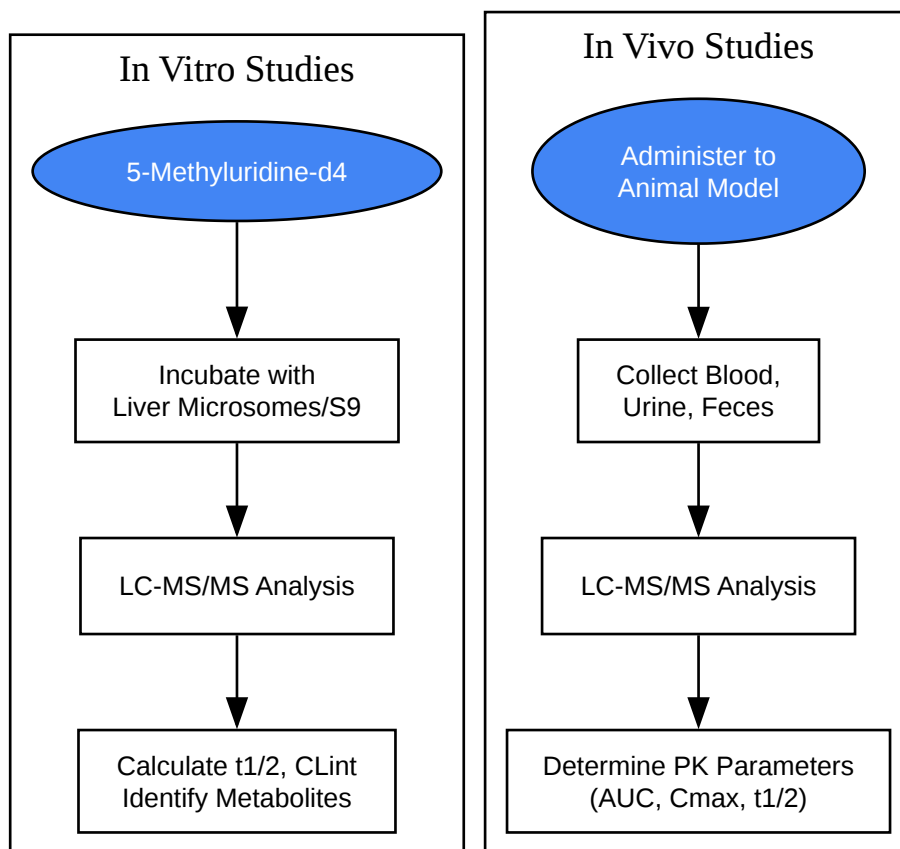 In Vitro Studies
5-Methyluridine-d4
Incubate with
Liver Microsomes/S9
LC-MS/MS Analysis
Calculate t1/2, CLint
Identify Metabolites
In Vivo Studies
Administer to
Animal Model
Collect Blood,
Urine, Feces
LC-MS/MS Analysis
Determine PK Parameters
(AUC, Cmax, t1/2)